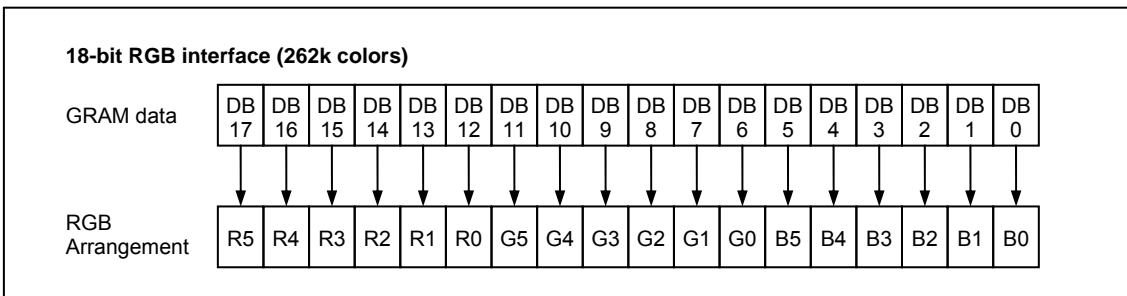 18-bit RGB interface (262k colors)
GRAM data
DB 17 DB 16 DB 15 DB 14 DB 13 DB 12 DB 11 DB 10 DB 9 DB 8 DB 7 DB 6 DB 5 DB 4 DB 3 DB 2 DB 1 DB 0
RGB
Arrangement
R5 R4 R3 R2 R1 R0 G5 G4 G3 G2 G1 G0 B5 B4 B3 B2 B1 B0